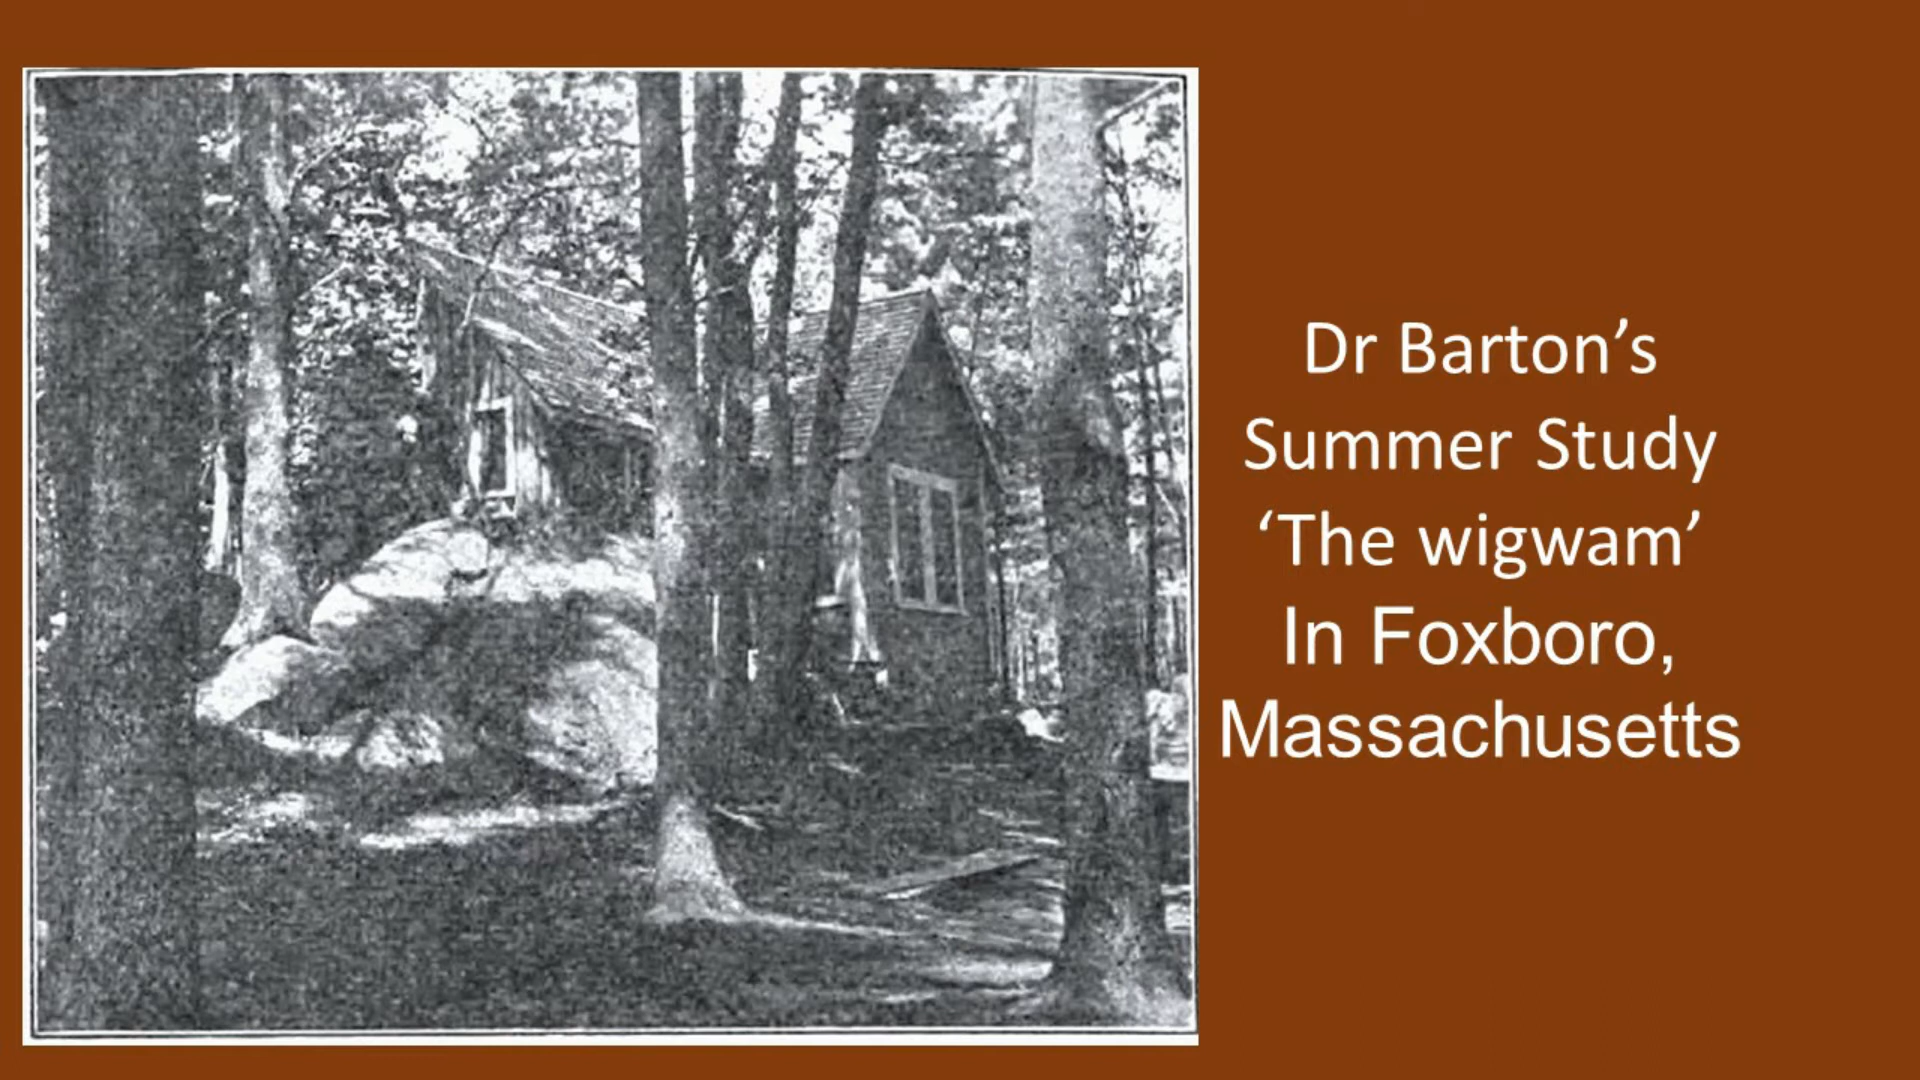 Dr Barton’s
Summer Study
‘The wigwam’
In Foxboro,
Massachusetts